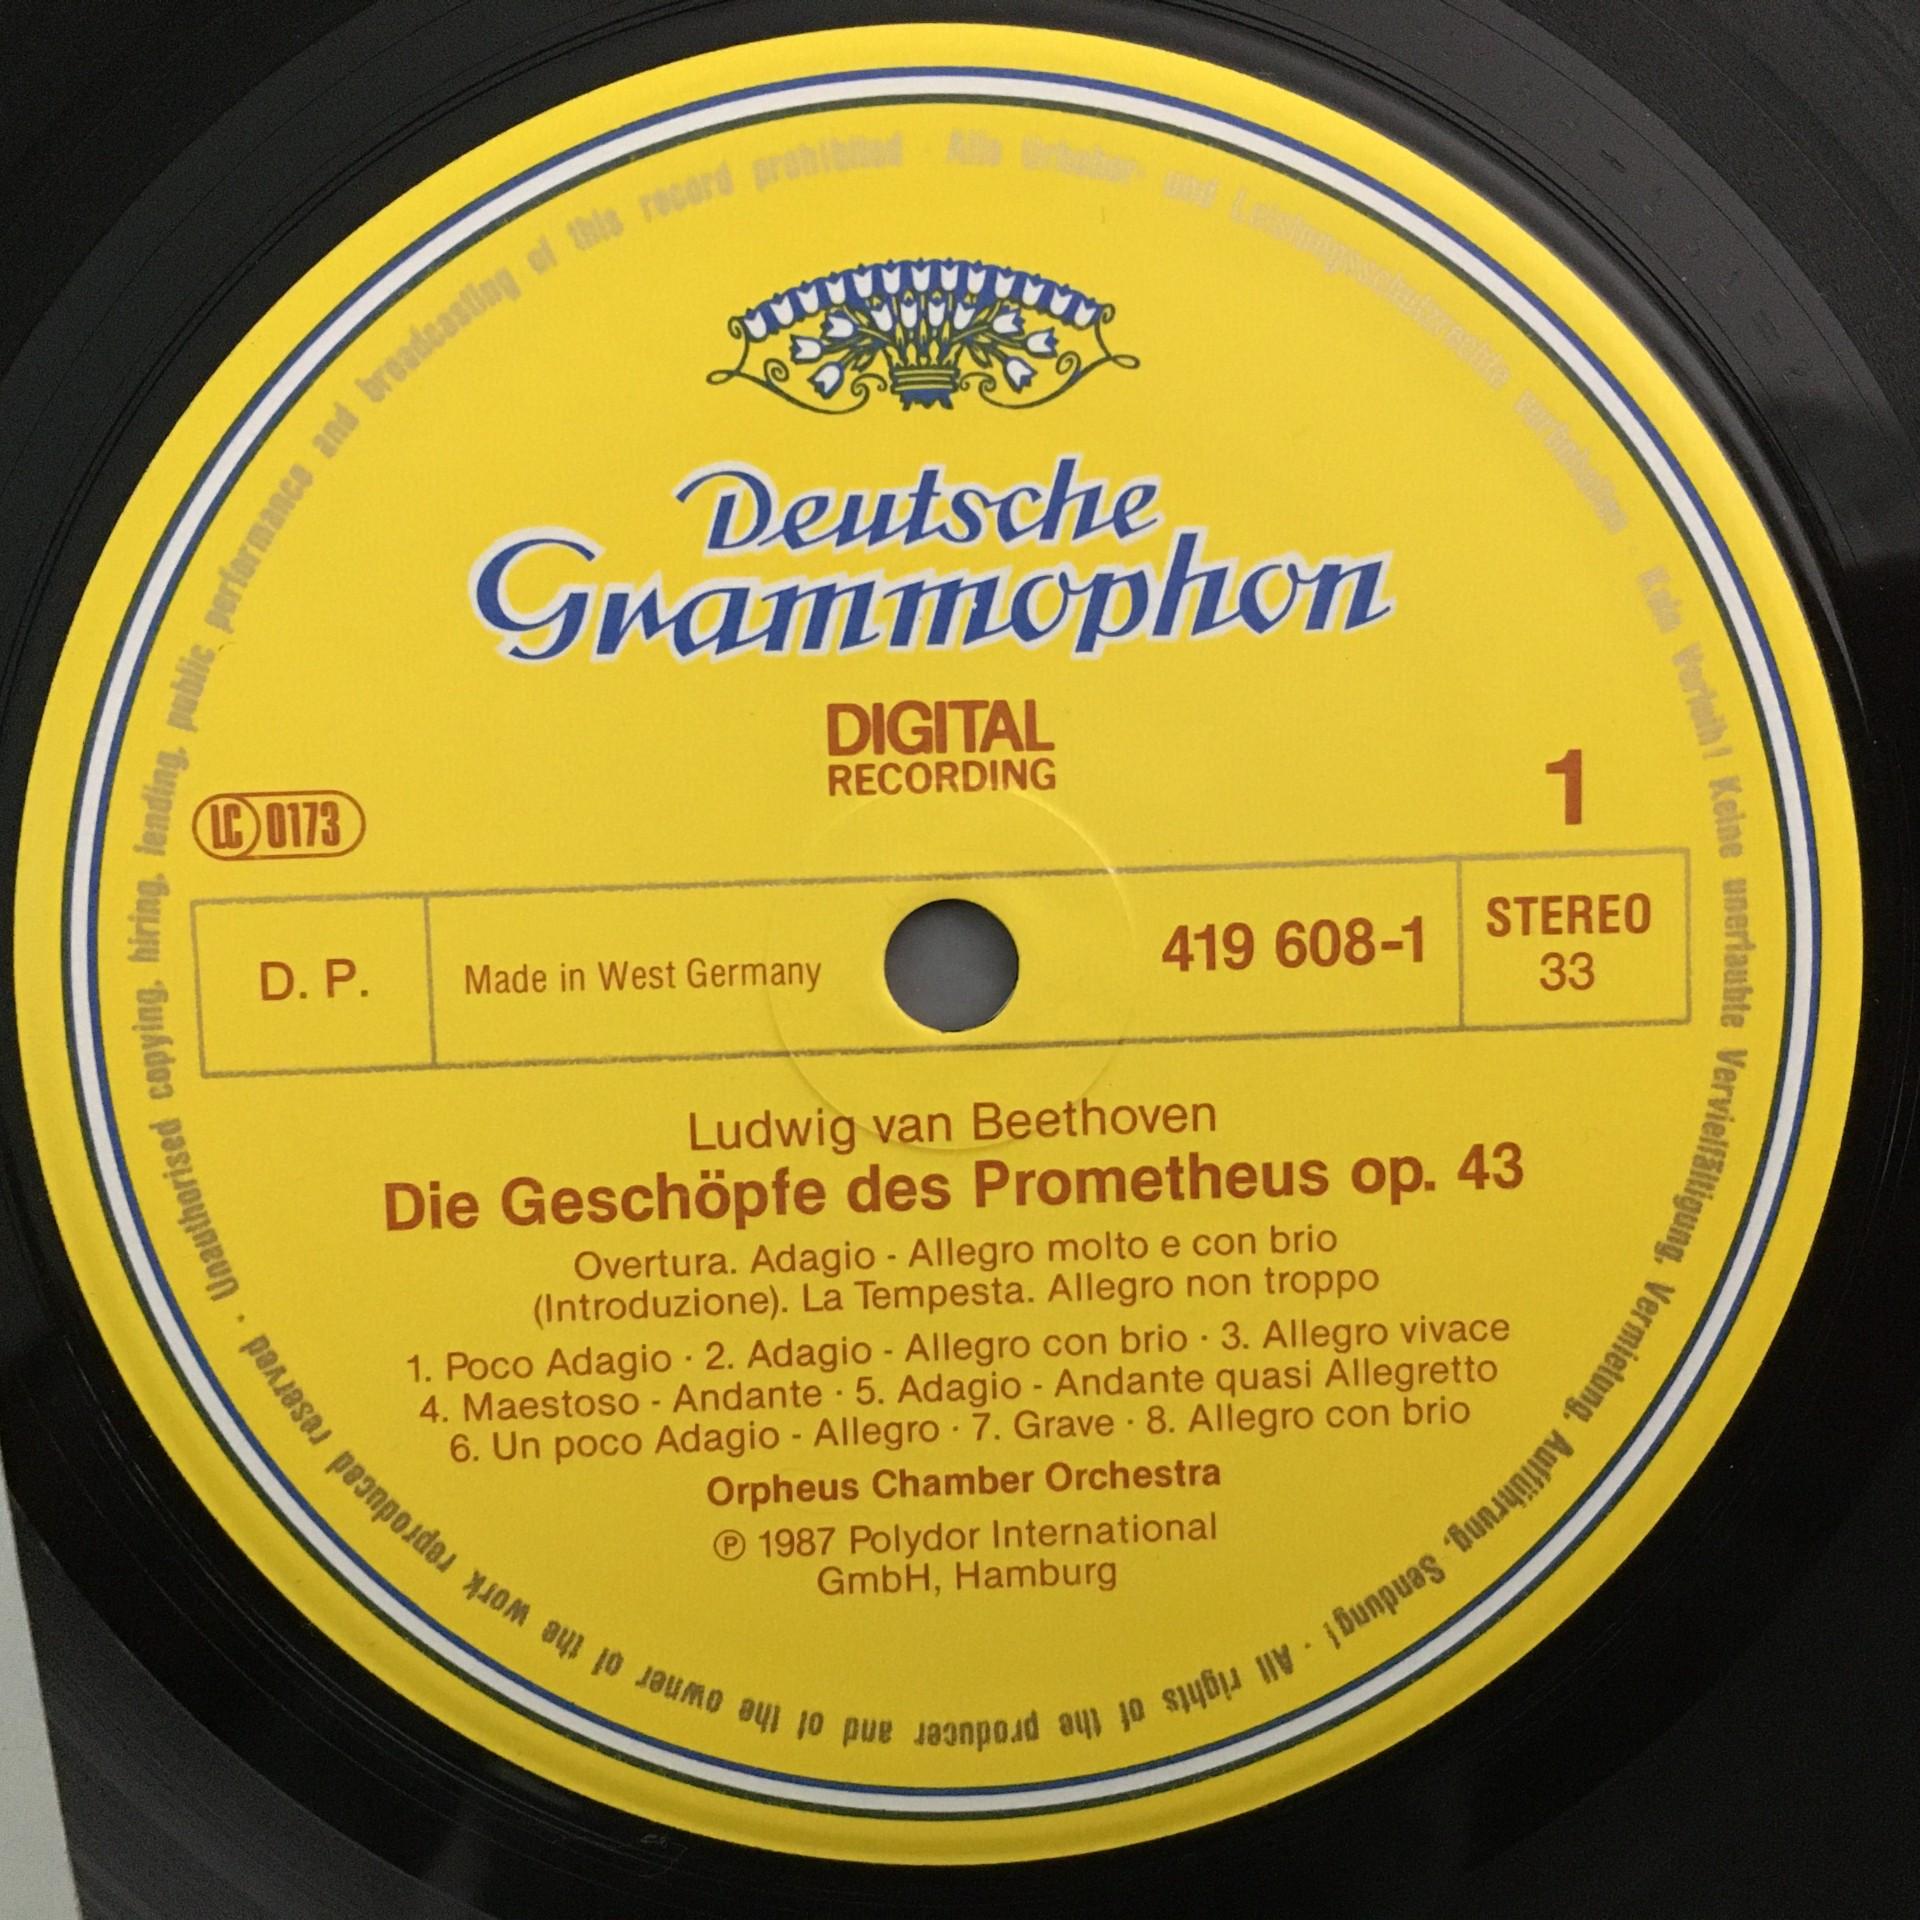 Deutsche
Grammophon
DIGITAL
RECORDING
1
LC 0173
D. P.
Made in West Germany
419 608-1
STEREO
33
Ludwig van Beethoven
Die Geschöpfe des Prometheus op. 43
Overtura. Adagio - Allegro molto e con brio
(Introduzione). La Tempesta. Allegro non troppo
1. Poco Adagio · 2. Adagio - Allegro con brio · 3. Allegro vivace
4. Maestoso - Andante · 5. Adagio - Andante quasi Allegretto
6. Un poco Adagio - Allegro · 7. Grave · 8. Allegro con brio
Orpheus Chamber Orchestra
℗ 1987 Polydor International
GmbH, Hamburg
Alle Urheber- und Leistungsschutzrechte vorbehalten · Kein Verleih! Keine unerlaubte Vervielfältigung, Vermietung, Aufführung, Sendung! · All rights of the producer and of the owner of the work reproduced reserved · Unauthorised copying, hiring, lending, public performance and broadcasting of this record prohibited